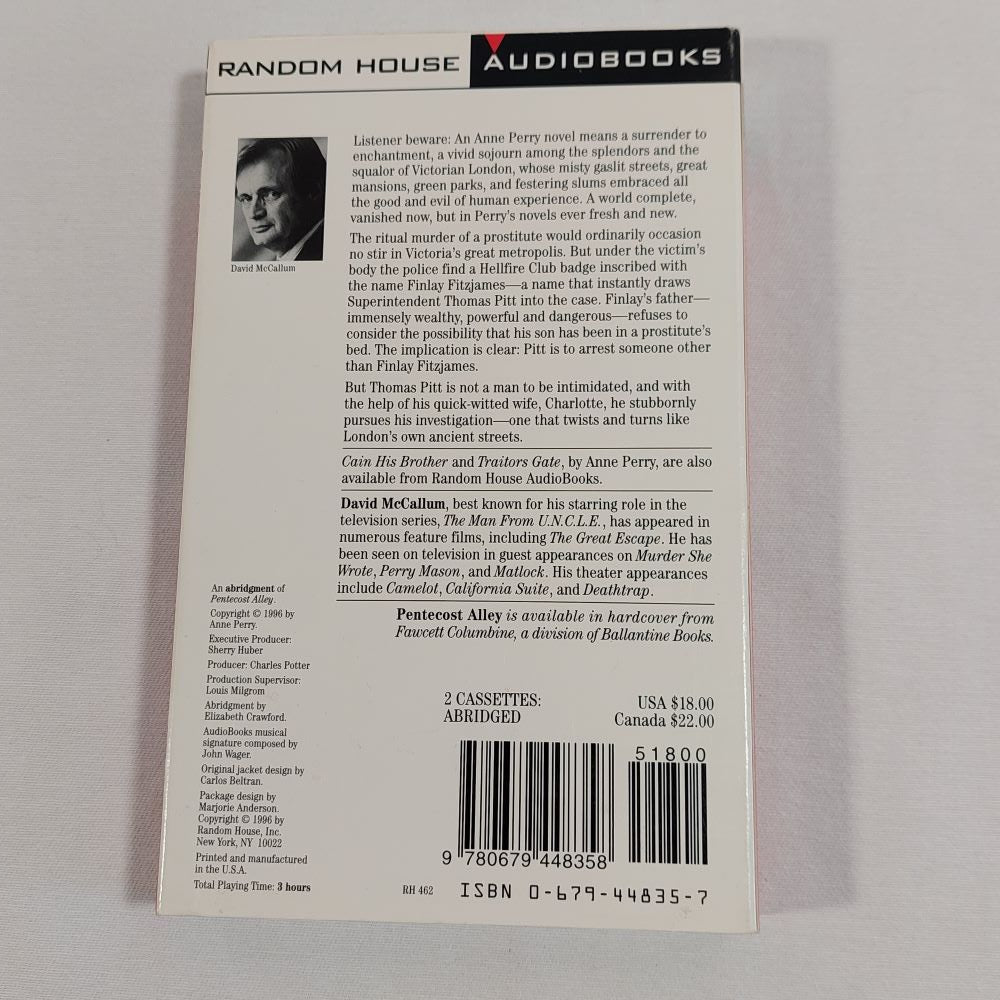 RANDOM HOUSE AUDIOBOOKS
David McCallum
Listener beware: An Anne Perry novel means a surrender to
enchantment, a vivid sojourn among the splendors and the
squalor of Victorian London, whose misty gaslit streets, great
mansions, green parks, and festering slums embraced all
the good and evil of human experience. A world complete,
vanished now, but in Perry's novels ever fresh and new.
The ritual murder of a prostitute would ordinarily occasion
no stir in Victoria's great metropolis. But under the victim's
body the police find a Hellfire Club badge inscribed with
the name Finlay Fitzjames—a name that instantly draws
Superintendent Thomas Pitt into the case. Finlay's father—
immensely wealthy, powerful and dangerous—refuses to
consider the possibility that his son has been in a prostitute's
bed. The implication is clear: Pitt is to arrest someone other
than Finlay Fitzjames.
But Thomas Pitt is not a man to be intimidated, and with
the help of his quick-witted wife, Charlotte, he stubbornly
pursues his investigation—one that twists and turns like
London's own ancient streets.
Cain His Brother and Traitors Gate, by Anne Perry, are also
available from Random House AudioBooks.
David McCallum, best known for his starring role in the
television series, The Man From U.N.C.L.E., has appeared in
numerous feature films, including The Great Escape. He has
been seen on television in guest appearances on Murder She
Wrote, Perry Mason, and Matlock. His theater appearances
include Camelot, California Suite, and Deathtrap.
Pentecost Alley is available in hardcover from
Fawcett Columbine, a division of Ballantine Books.
An abridgment of
Pentecost Alley.
Copyright © 1996 by
Anne Perry.
Executive Producer:
Sherry Huber
Producer: Charles Potter
Production Supervisor:
Louis Milgrom
Abridgment by
Elizabeth Crawford.
AudioBooks musical
signature composed by
John Wager.
Original jacket design by
Carlos Beltran.
Package design by
Marjorie Anderson.
Copyright © 1996 by
Random House, Inc.
New York, NY 10022
Printed and manufactured
in the U.S.A.
Total Playing Time: 3 hours
2 CASSETTES:
ABRIDGED
USA $18.00
Canada $22.00
51800
9 780679 448358
RH 462
ISBN 0-679-44835-7